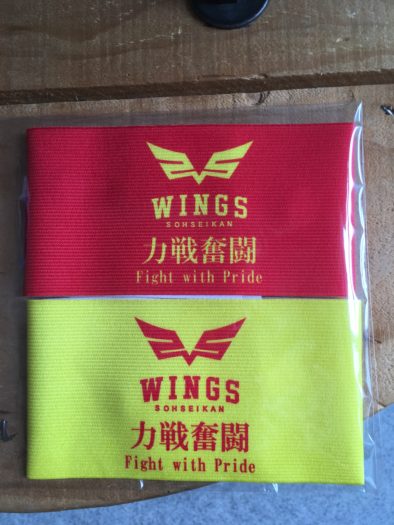 WINGS
SOHSEIKAN
力戦奮闘
Fight with Pride
WINGS
SOHSEIKAN
力戦奮闘
Fight with Pride